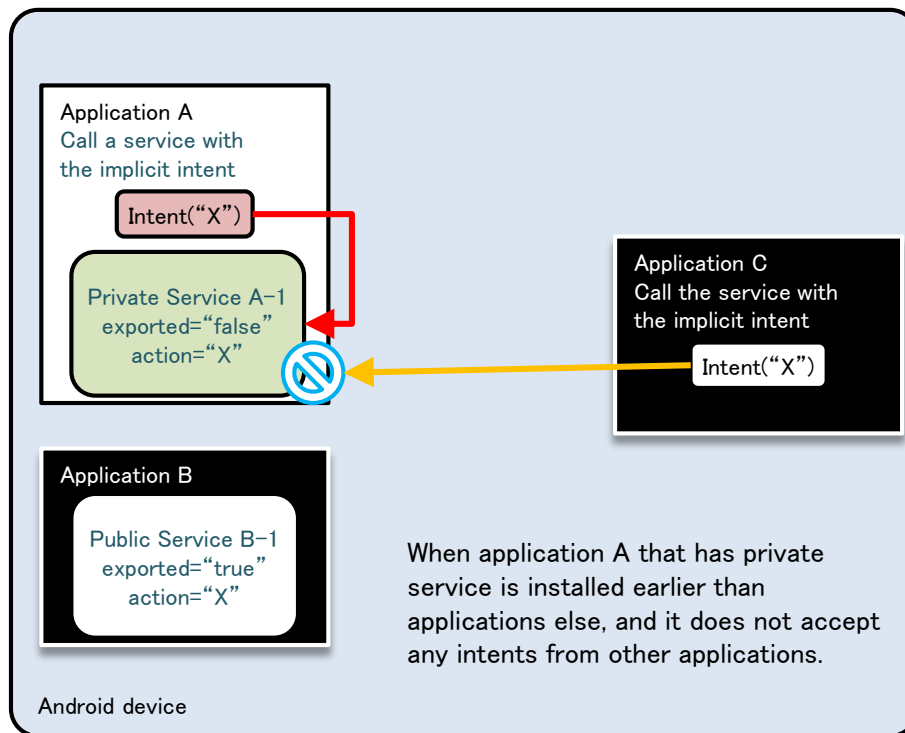 Application A
Call a service with
the implicit intent
Intent(“X”)
Private Service A-1
exported=“false”
action=“X”
Application C
Call the service with
the implicit intent
Intent(“X”)
Application B
Public Service B-1
exported=“true”
action=“X”
When application A that has private
service is installed earlier than
applications else, and it does not accept
any intents from other applications.
Android device